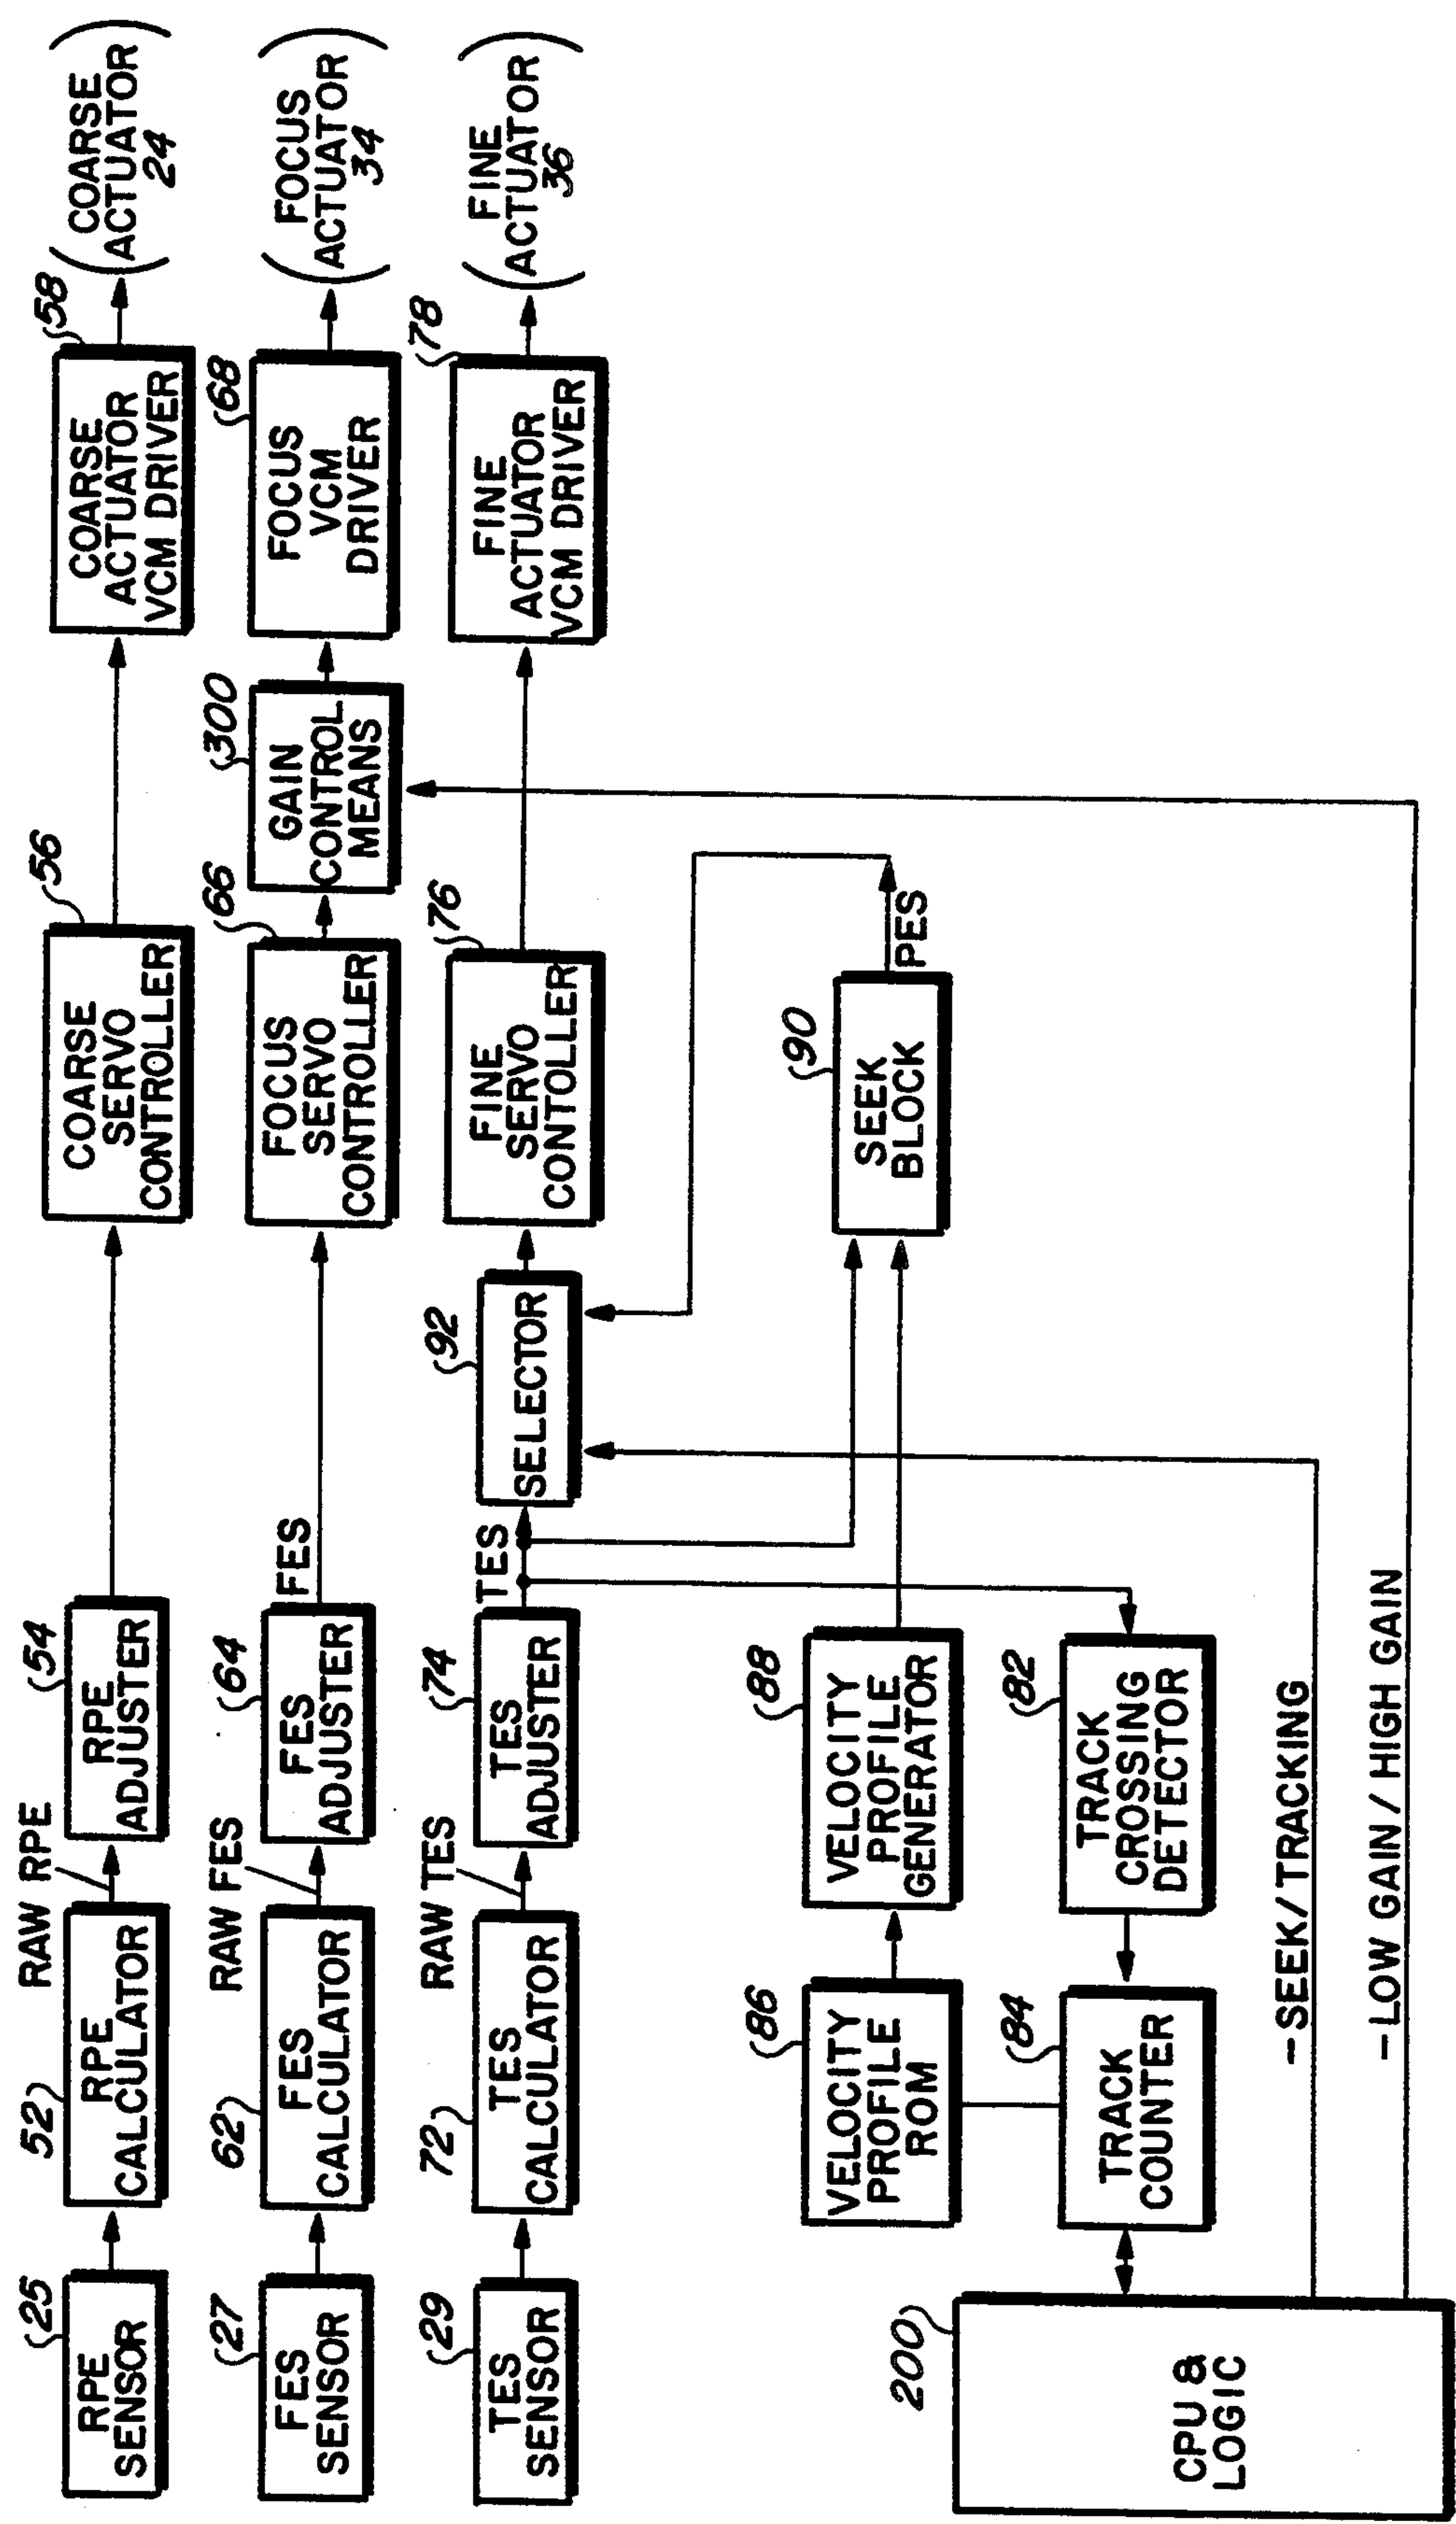 25
RPE
SENSOR
52
RPE
CALCULATOR
RAW RPE
54
RPE
ADJUSTER
56
COARSE
SERVO
CONTROLLER
58
COARSE
ACTUATOR
VCM DRIVER
(COARSE
ACTUATOR)
24
27
FES
SENSOR
62
FES
CALCULATOR
RAW FES
64
FES
ADJUSTER
FES
66
FOCUS
SERVO
CONTROLLER
300
GAIN
CONTROL
MEANS
68
FOCUS
VCM
DRIVER
(FOCUS
ACTUATOR)
34
29
TES
SENSOR
72
TES
CALCULATOR
RAW TES
74
TES
ADJUSTER
TES
92
SELECTOR
76
FINE
SERVO
CONTOLLER
78
FINE
ACTUATOR
VCM DRIVER
(FINE
ACTUATOR)
36
86
VELOCITY
PROFILE
ROM
88
VELOCITY
PROFILE
GENERATOR
90
SEEK
BLOCK
PES
84
TRACK
COUNTER
82
TRACK
CROSSING
DETECTOR
200
CPU &
LOGIC
-SEEK/TRACKING
-LOW GAIN/HIGH GAIN